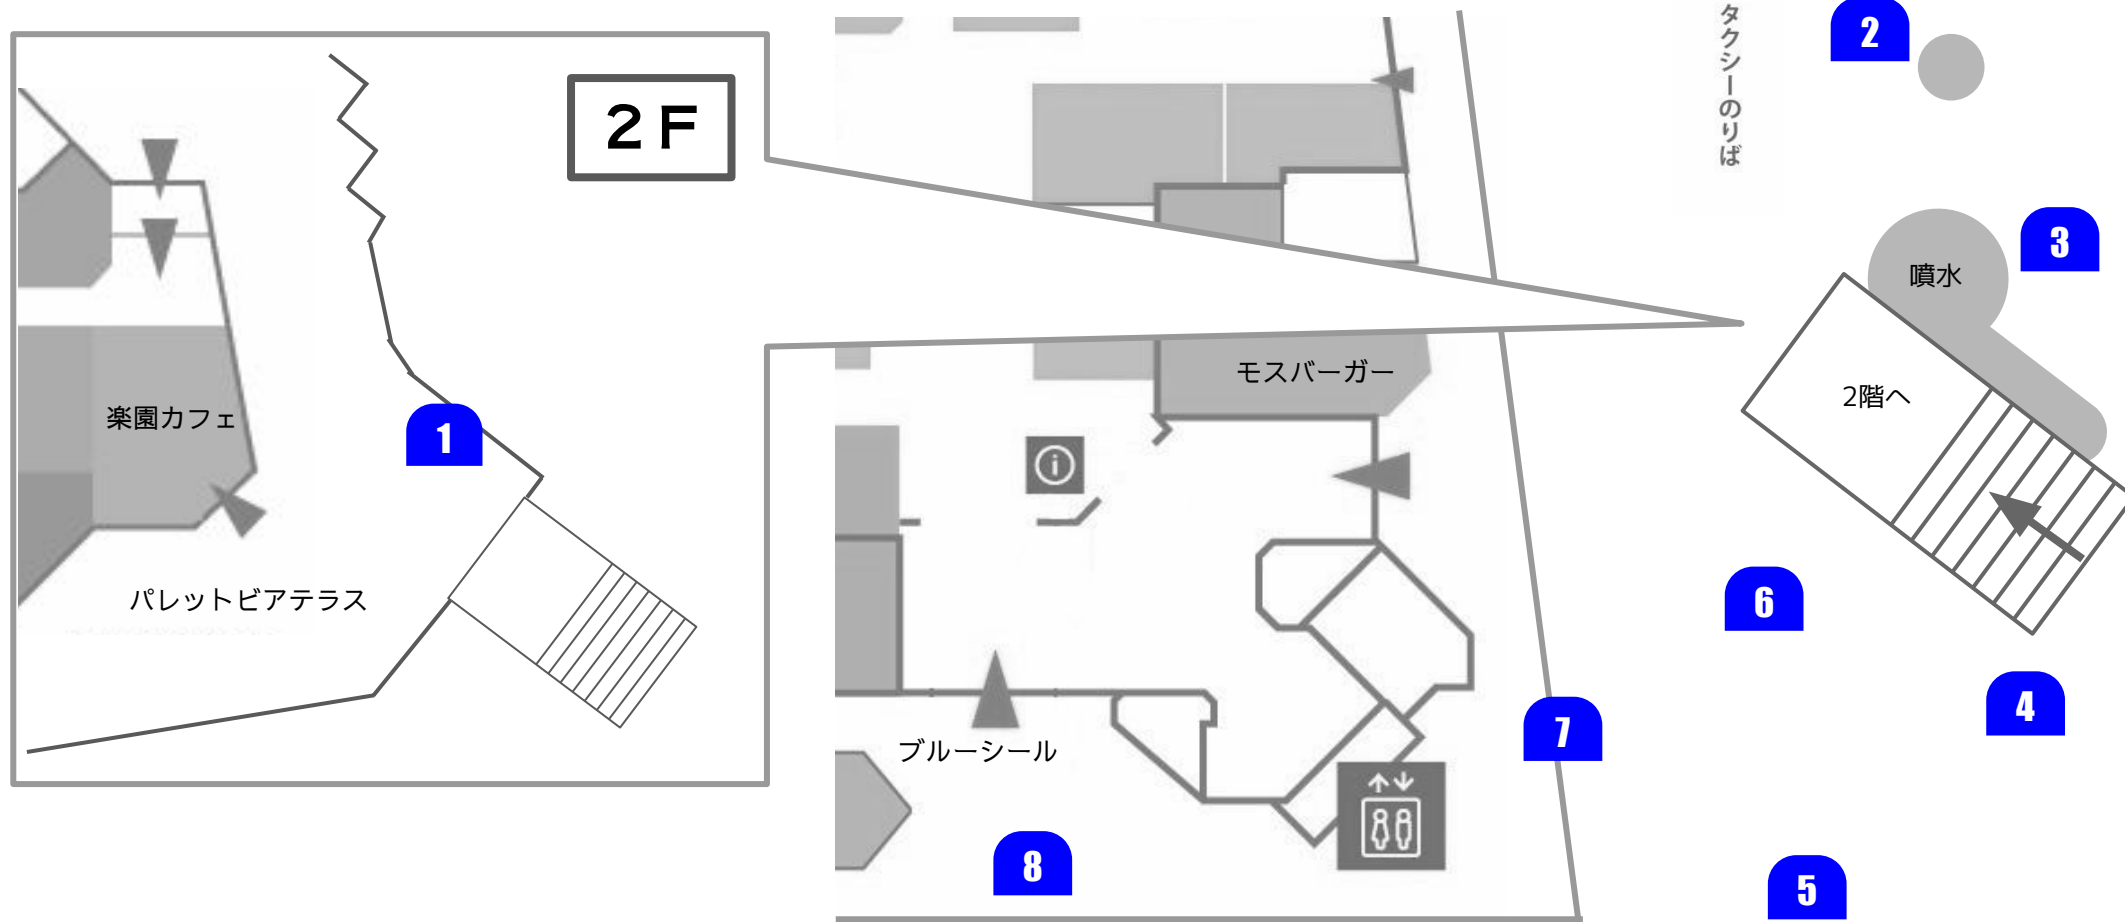 2F
楽園カフェ
1
パレットビアテラス
タクシーのりば
2
3
噴水
2階へ
モスバーガー
i
6
4
7
ブルーシール
8
5